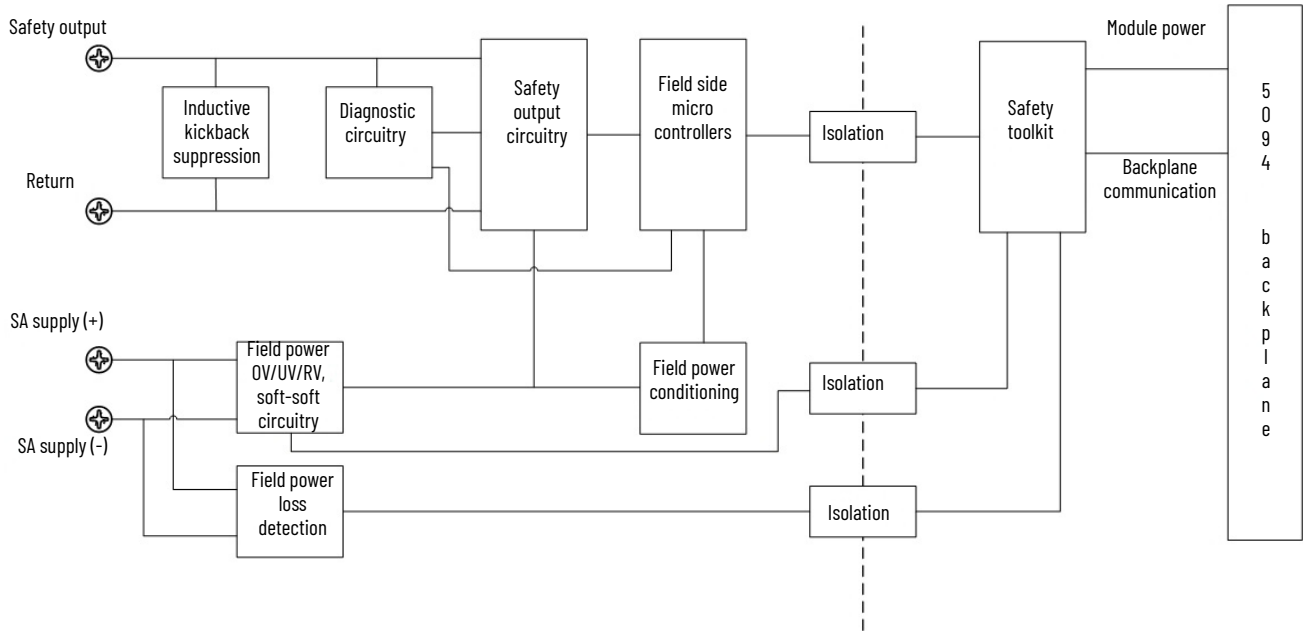 Safety output
Inductive
kickback
suppression
Diagnostic
circuitry
Safety
output
circuitry
Field side
micro
controllers
Isolation
Safety
toolkit
Module power
Backplane
communication
5
0
9
4
b
a
c
k
p
l
a
n
e
Return
SA supply (+)
SA supply (-)
Field power
OV/UV/RV,
soft-soft
circuitry
Field power
conditioning
Isolation
Field power
loss
detection
Isolation